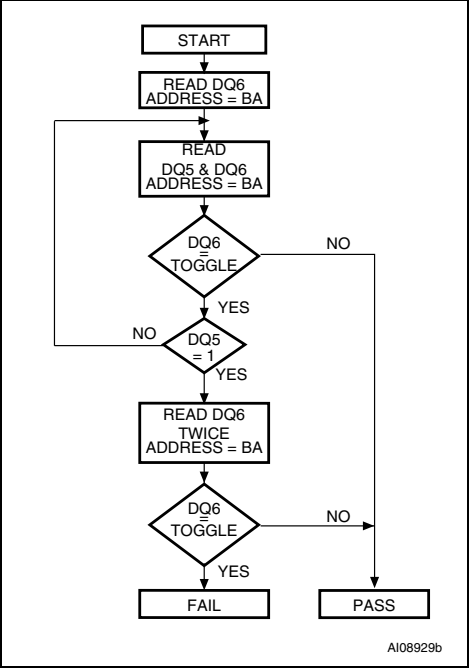 START
READ DQ6
ADDRESS = BA
READ
DQ5 & DQ6
ADDRESS = BA
DQ6
=
TOGGLE
NO
YES
NO
DQ5
= 1
YES
READ DQ6
TWICE
ADDRESS = BA
DQ6
=
TOGGLE
NO
YES
FAIL
PASS
AI08929b